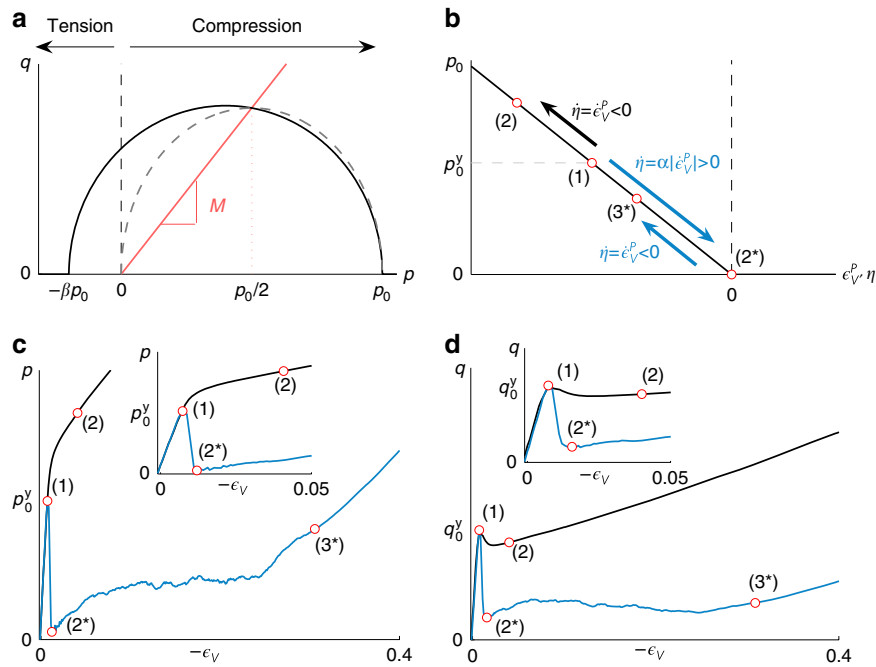 a
Tension
Compression
q
M
0
−βp₀
0
p₀/2
p₀
p
b
p₀
(2)
η̇=ϵ̇ᵥᴾ<0
p₀ʸ
(1)
η̇=α|ϵ̇ᵥᴾ|>0
(3*)
η̇=ϵ̇ᵥᴾ<0
(2*)
0
0
ϵᵥᴾ, η
c
p
(2)
(1)
p₀ʸ
(2*)
(3*)
0
0
−ϵᵥ
0.4
p
p₀ʸ
(1)
(2)
(2*)
0
0
−ϵᵥ
0.05
d
q
q₀ʸ
(1)
(2)
(2*)
(3*)
0
0
−ϵᵥ
0.4
q
q₀ʸ
(1)
(2)
(2*)
0
0
−ϵᵥ
0.05